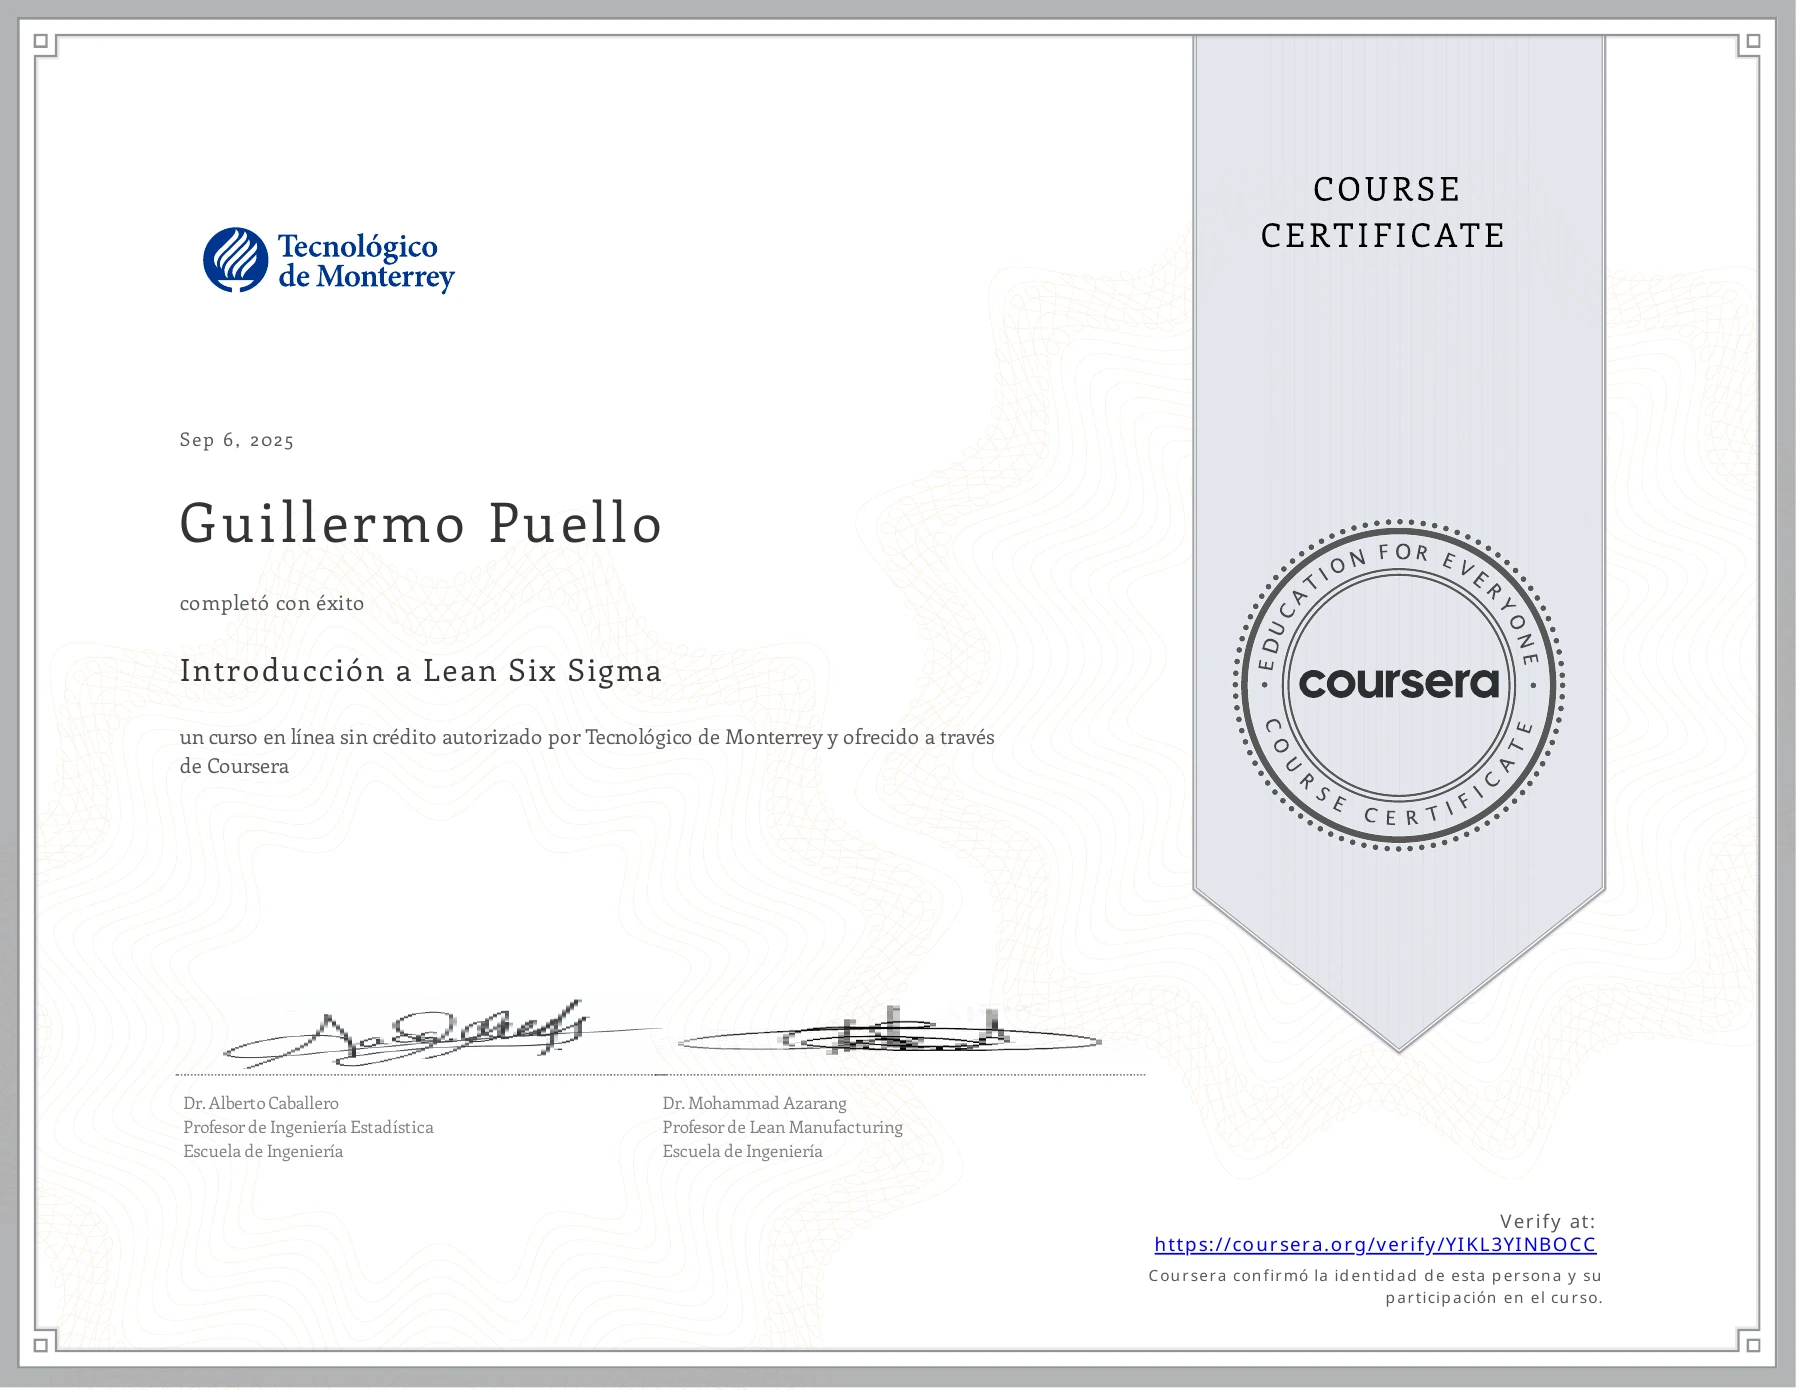 COURSE
CERTIFICATE
Tecnológico
de Monterrey
Sep 6, 2025
Guillermo Puello
completó con éxito
Introducción a Lean Six Sigma
un curso en línea sin crédito autorizado por Tecnológico de Monterrey y ofrecido a través
de Coursera
EDUCATION FOR EVERYONE
coursera
COURSE CERTIFICATE
Dr. Alberto Caballero
Profesor de Ingeniería Estadística
Escuela de Ingeniería
Dr. Mohammad Azarang
Profesor de Lean Manufacturing
Escuela de Ingeniería
Verify at:
https://coursera.org/verify/YIKL3YINBOCC
Coursera confirmó la identidad de esta persona y su
participación en el curso.